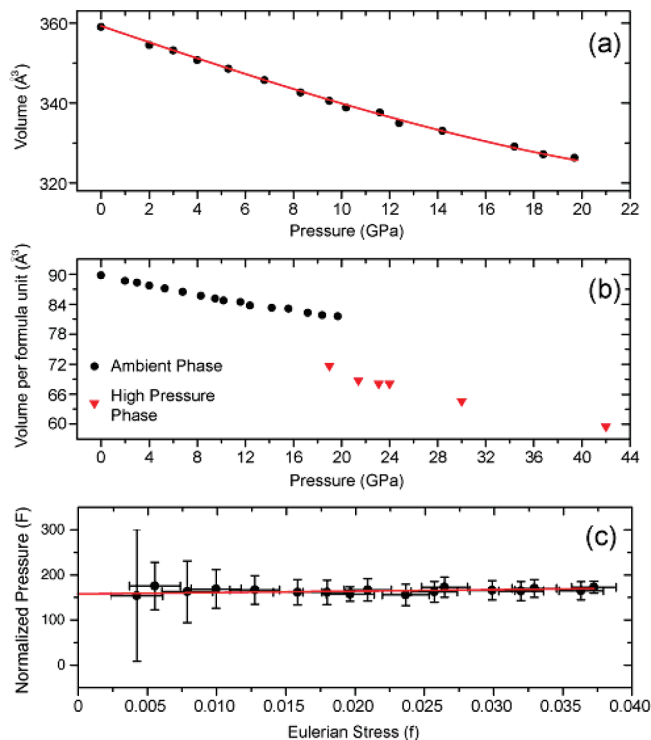 (a)
Volume (Å³)
360
340
320
0 2 4 6 8 10 12 14 16 18 20 22
Pressure (GPa)
(b)
Volume per formula unit (Å³)
90
84
72
66
60
Ambient Phase
High Pressure
Phase
0 4 8 12 16 20 24 28 32 36 40 44
Pressure (GPa)
(c)
Normalized Pressure (F)
300
200
100
0
0 0.005 0.010 0.015 0.020 0.025 0.030 0.035 0.040
Eulerian Stress (f)